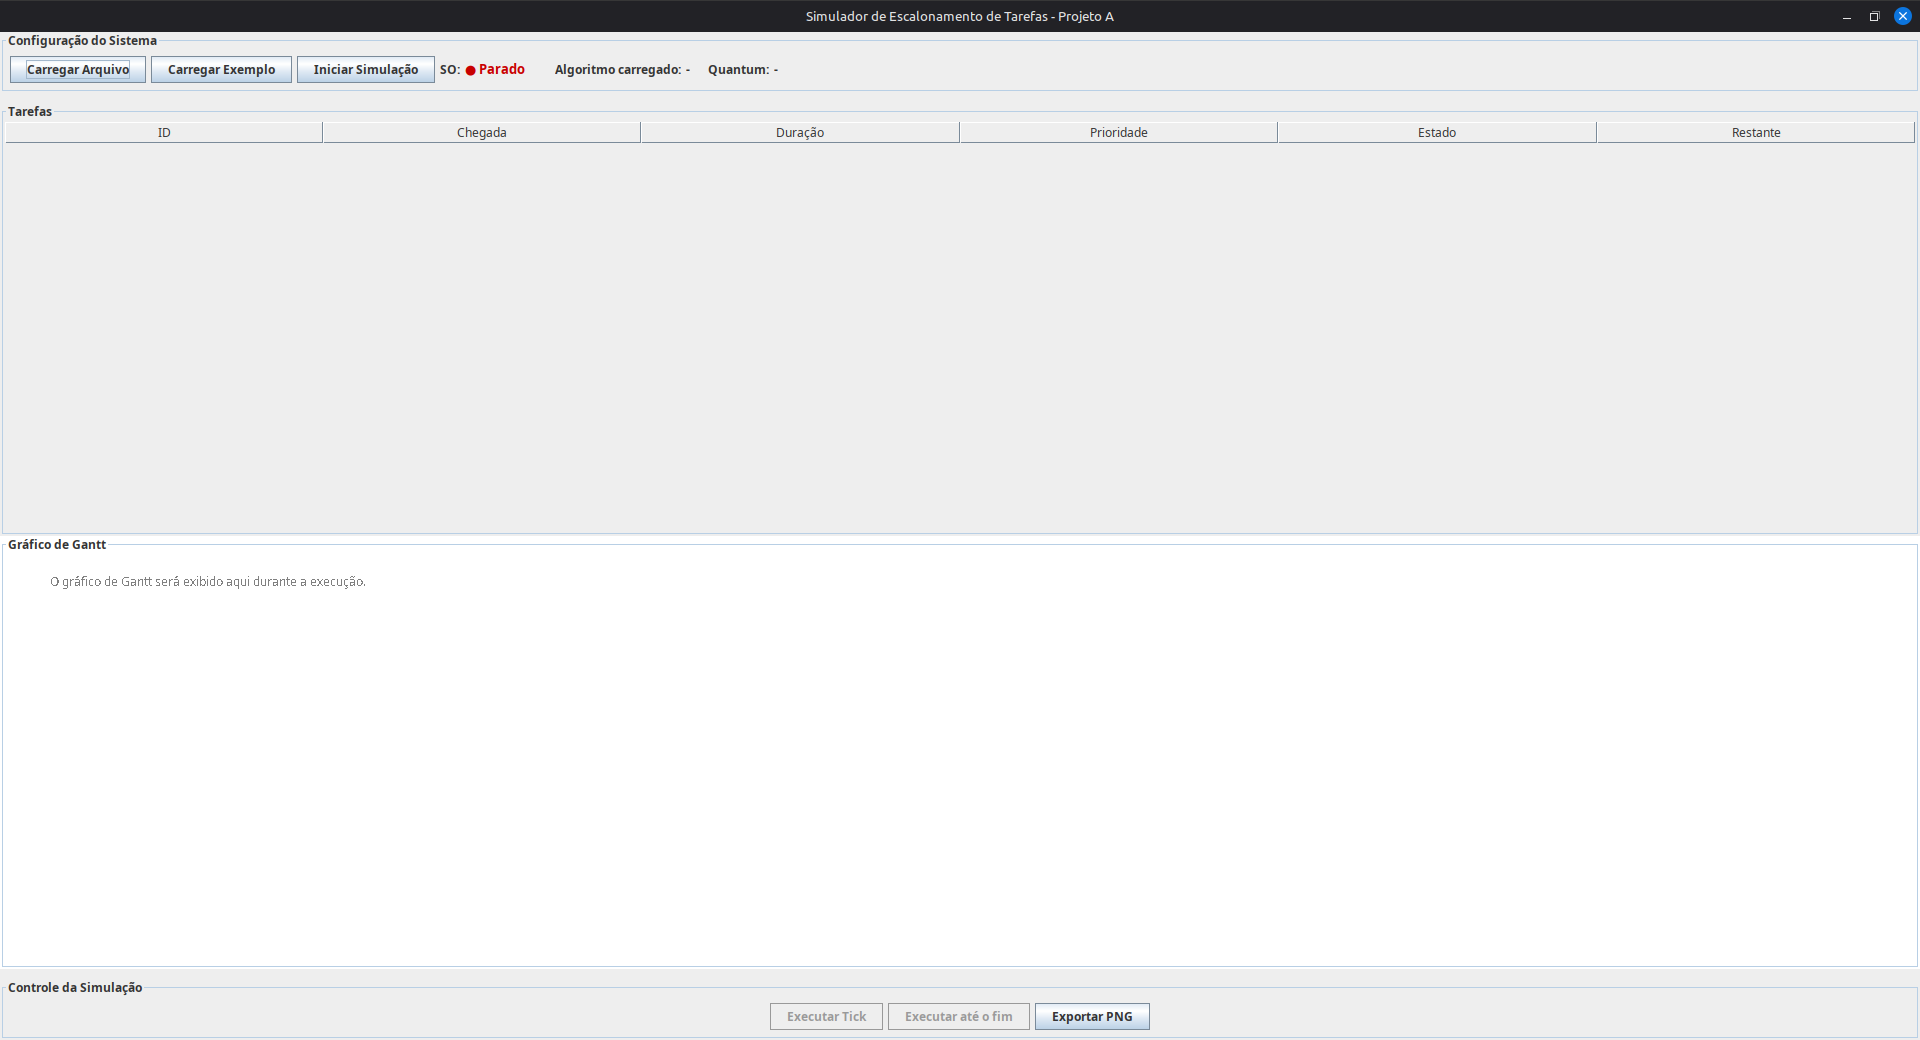 Simulador de Escalonamento de Tarefas - Projeto A
Configuração do Sistema
Carregar Arquivo Carregar Exemplo Iniciar Simulação SO: ● Parado Algoritmo carregado: - Quantum: -
Tarefas
ID Chegada Duração Prioridade Estado Restante
Gráfico de Gantt
O gráfico de Gantt será exibido aqui durante a execução.
Controle da Simulação
Executar Tick Executar até o fim Exportar PNG